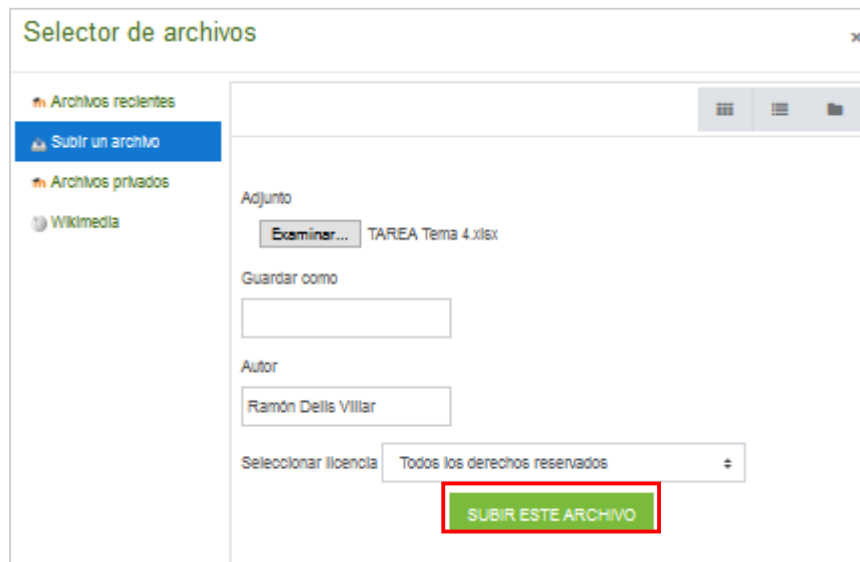 Selector de archivos
×
Archivos recientes
Subir un archivo
Archivos privados
Wikimedia
Adjunto
Examinar... TAREA Tema 4.xlsx
Guardar como
Autor
Ramón Delis Villar
Seleccionar licencia Todos los derechos reservados
SUBIR ESTE ARCHIVO